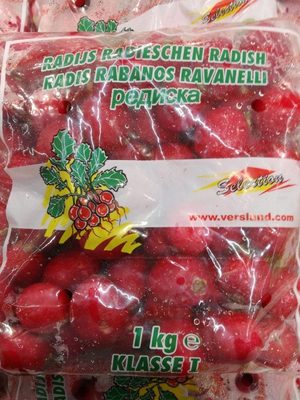 RADIJS RADIESCHEN RADISH
RADIS RABANOS RAVANELLI
редиска
Selection
www.versland.com
1 kg e
KLASSE I